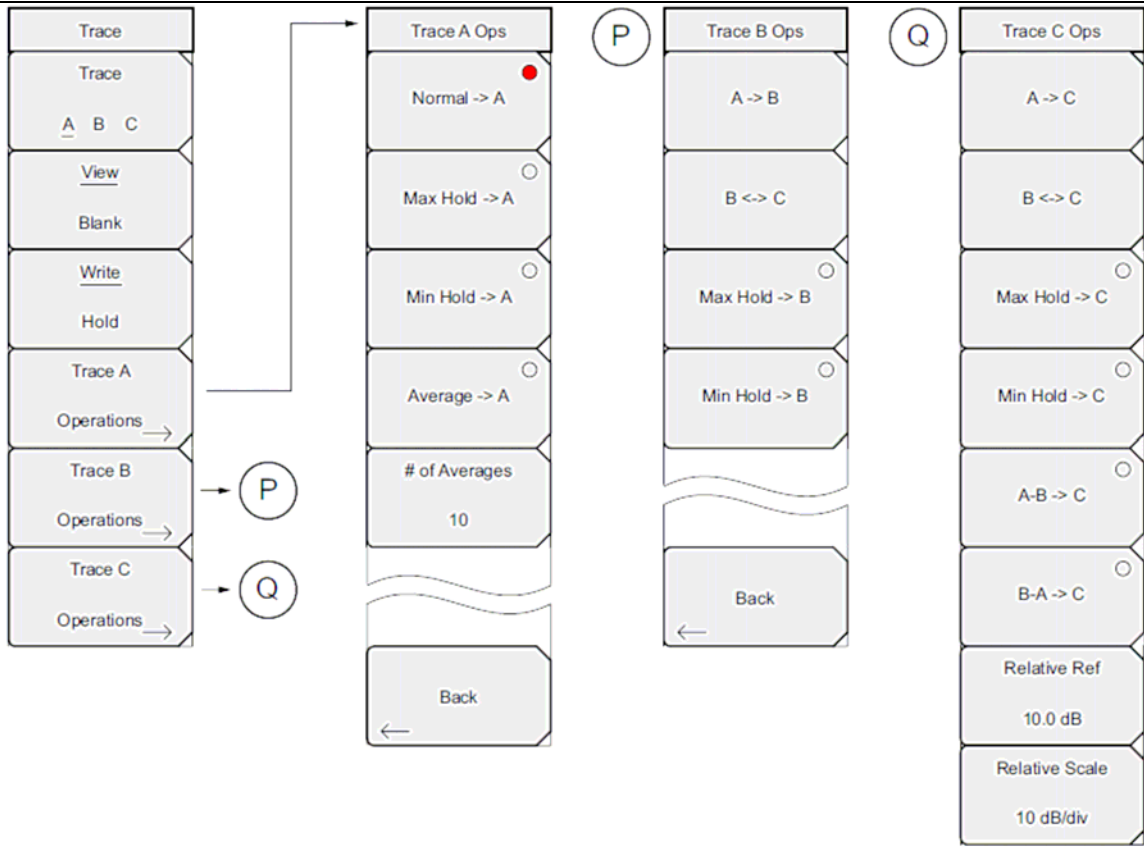 Trace
Trace
A B C
View
Blank
Write
Hold
Trace A
Operations
Trace B
Operations
Trace C
Operations
P
Q
Trace A Ops
Normal -> A
Max Hold -> A
Min Hold -> A
Average -> A
# of Averages
10
Back
P
Trace B Ops
A -> B
B <-> C
Max Hold -> B
Min Hold -> B
Back
Q
Trace C Ops
A -> C
B <-> C
Max Hold -> C
Min Hold -> C
A-B -> C
B-A -> C
Relative Ref
10.0 dB
Relative Scale
10 dB/div